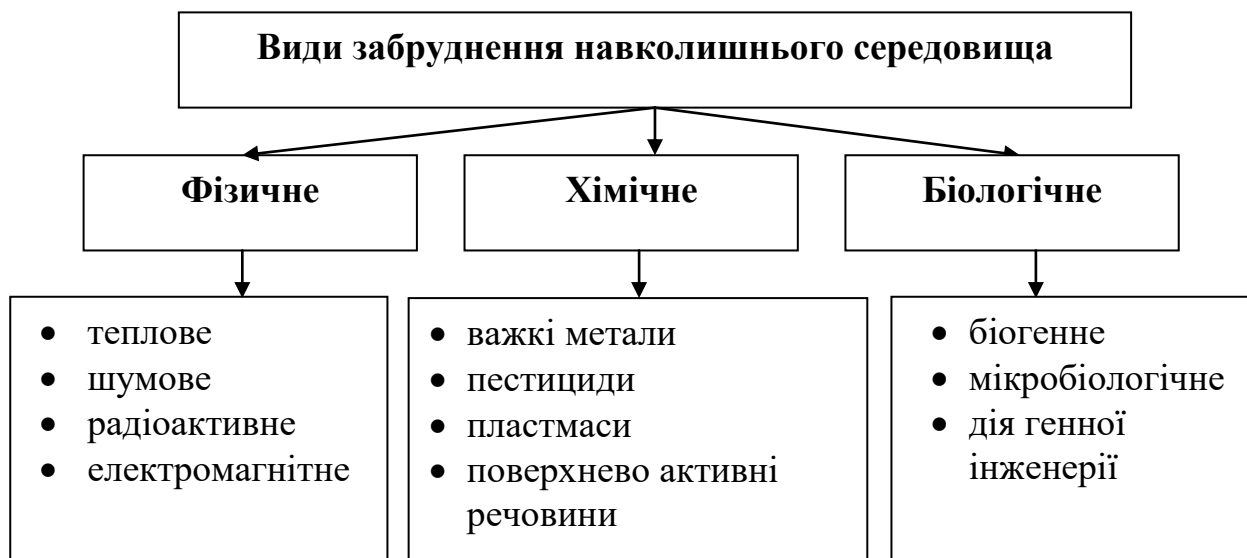 Види забруднення навколишнього середовища
Фізичне
Хімічне
Біологічне
• теплове
• шумове
• радіоактивне
• електромагнітне
• важкі метали
• пестициди
• пластмаси
• поверхнево активні
речовини
• біогенне
• мікробіологічне
• дія генної
інженерії